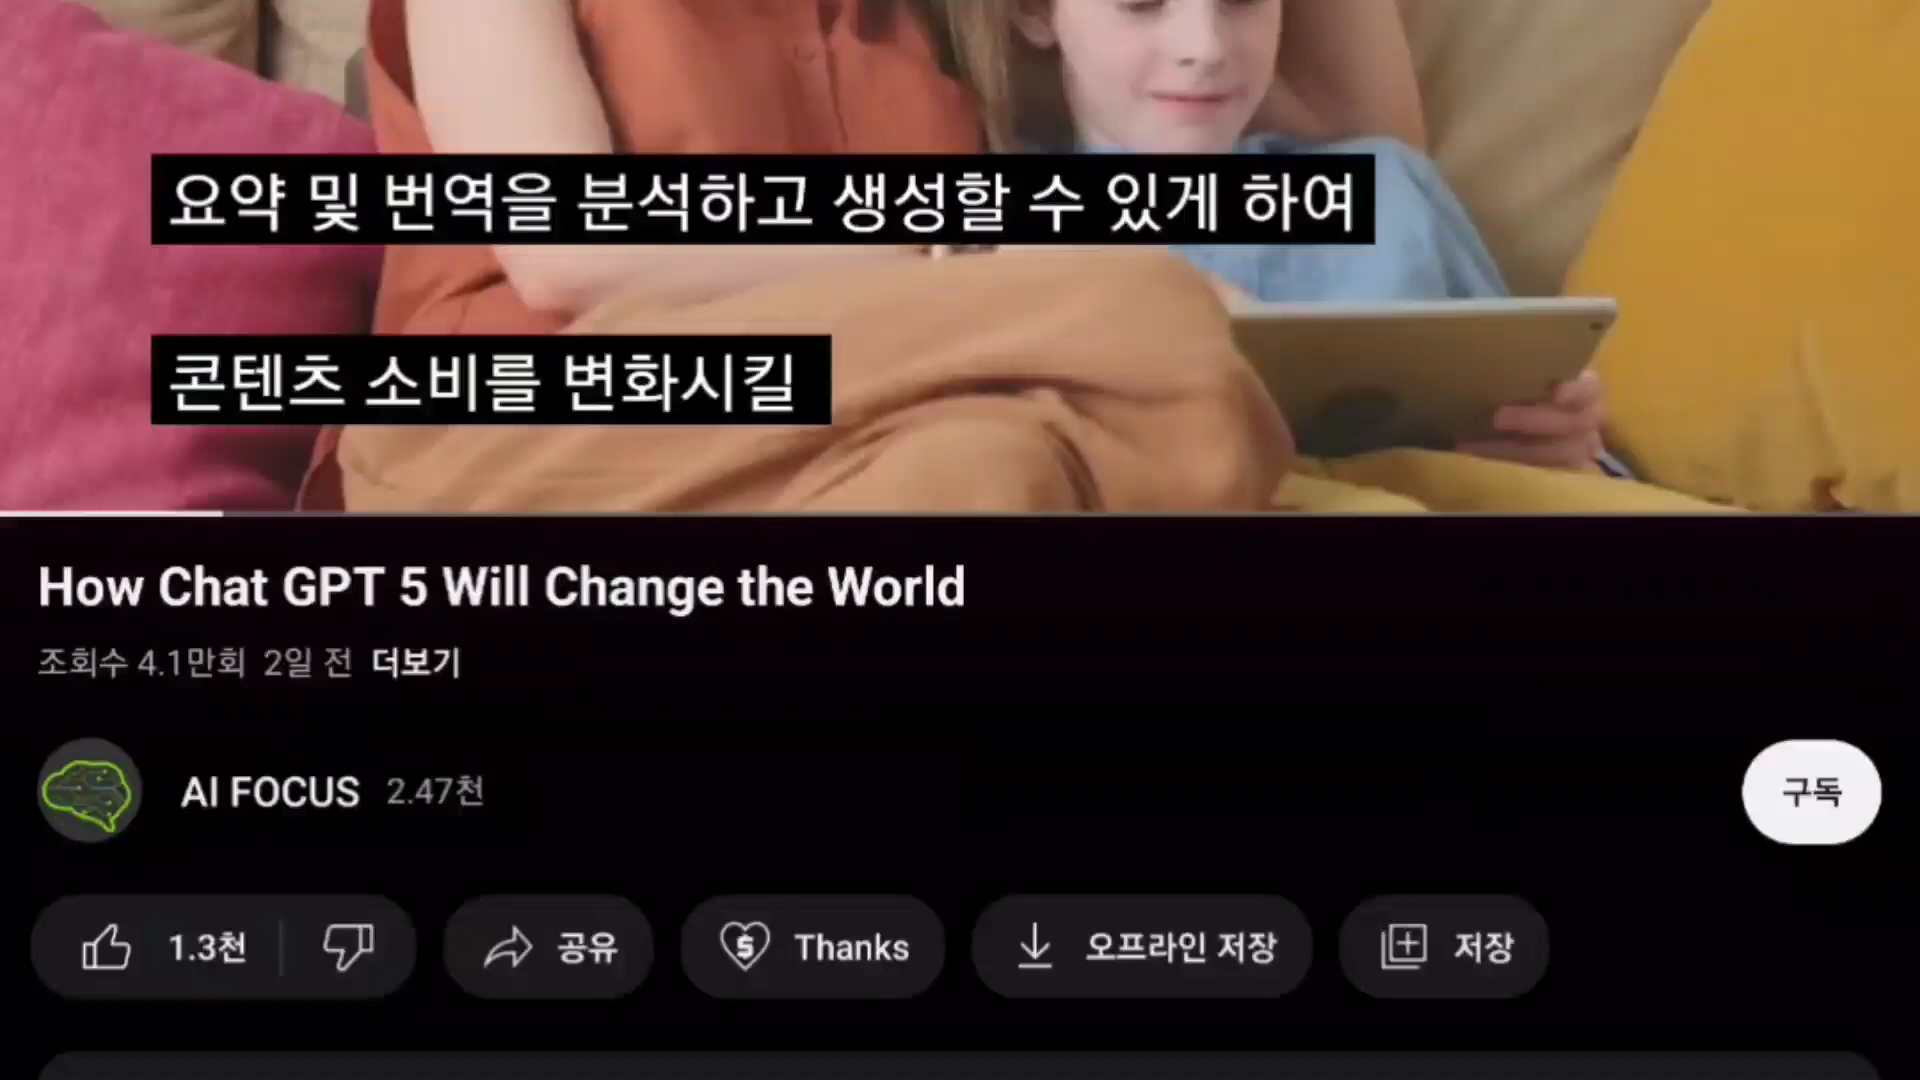 요약 및 번역을 분석하고 생성할 수 있게 하여
콘텐츠 소비를 변화시킬
How Chat GPT 5 Will Change the World
조회수 4.1만회 2일 전 더보기
AI FOCUS 2.47천 구독
1.3천 공유 Thanks 오프라인 저장 저장